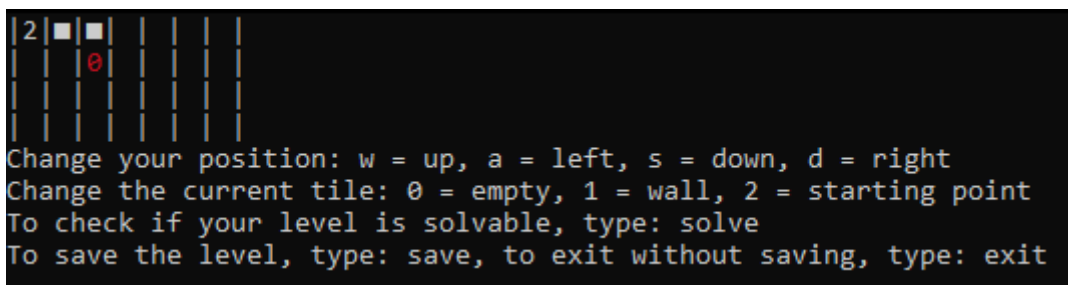 |2|■|■| | | | |
| | |0| | | | |
| | | | | | | |
| | | | | | | |
Change your position: w = up, a = left, s = down, d = right
Change the current tile: 0 = empty, 1 = wall, 2 = starting point
To check if your level is solvable, type: solve
To save the level, type: save, to exit without saving, type: exit